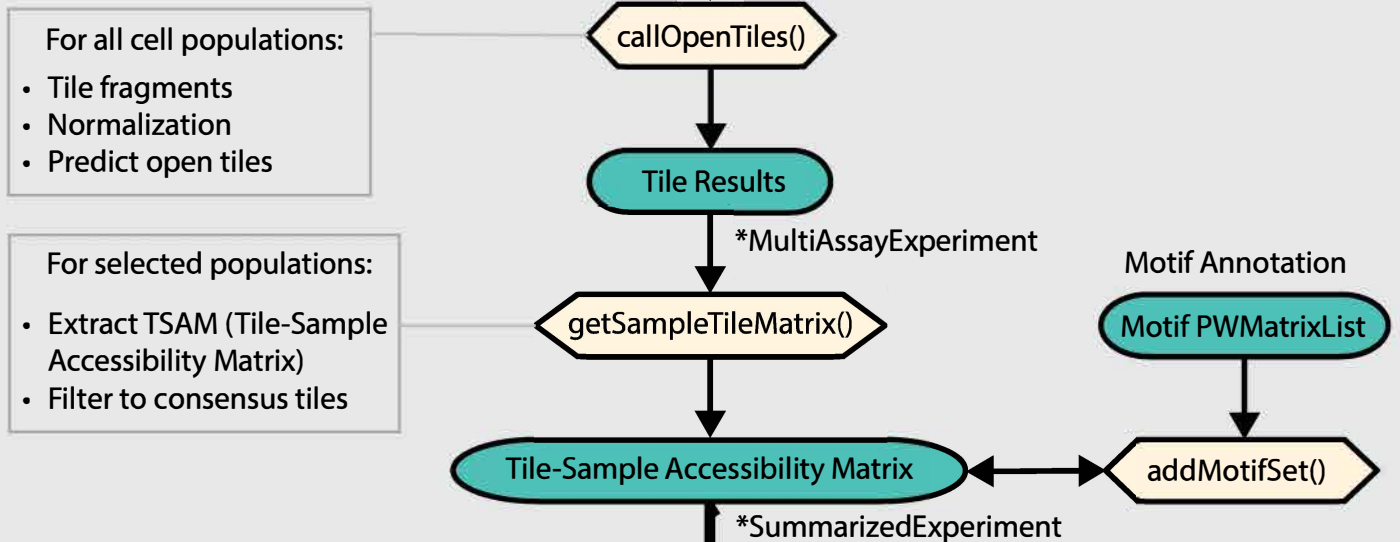 For all cell populations:
• Tile fragments
• Normalization
• Predict open tiles
callOpenTiles()
Tile Results
*MultiAssayExperiment
For selected populations:
• Extract TSAM (Tile-Sample
Accessibility Matrix)
• Filter to consensus tiles
getSampleTileMatrix()
Motif Annotation
Motif PWMatrixList
Tile-Sample Accessibility Matrix
addMotifSet()
*SummarizedExperiment